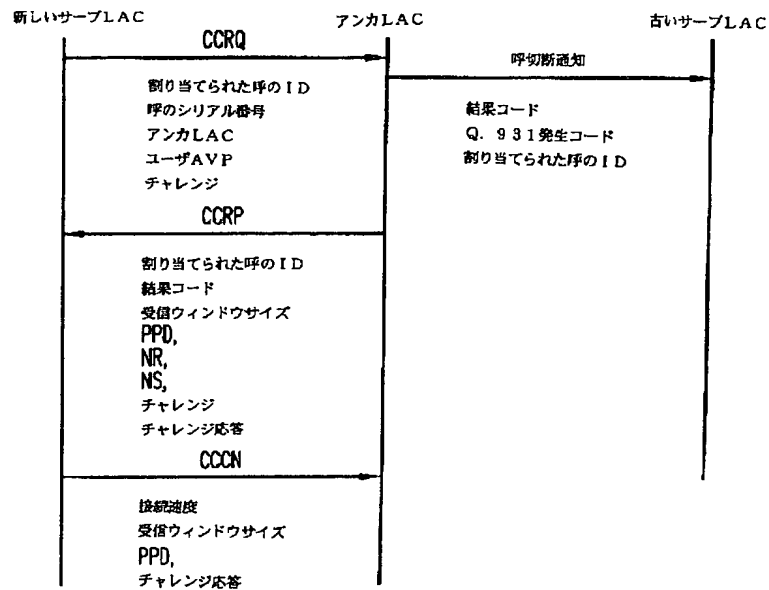 新しいサーブLAC
アンカLAC
古いサーブLAC
CCRQ
呼切断通知
割り当てられた呼のID
呼のシリアル番号
アンカLAC
ユーザAVP
チャレンジ
結果コード
Q.931発生コード
割り当てられた呼のID
CCRP
割り当てられた呼のID
結果コード
受信ウィンドウサイズ
PPD,
NR,
NS,
チャレンジ
チャレンジ応答
CCCN
接続速度
受信ウィンドウサイズ
PPD,
チャレンジ応答